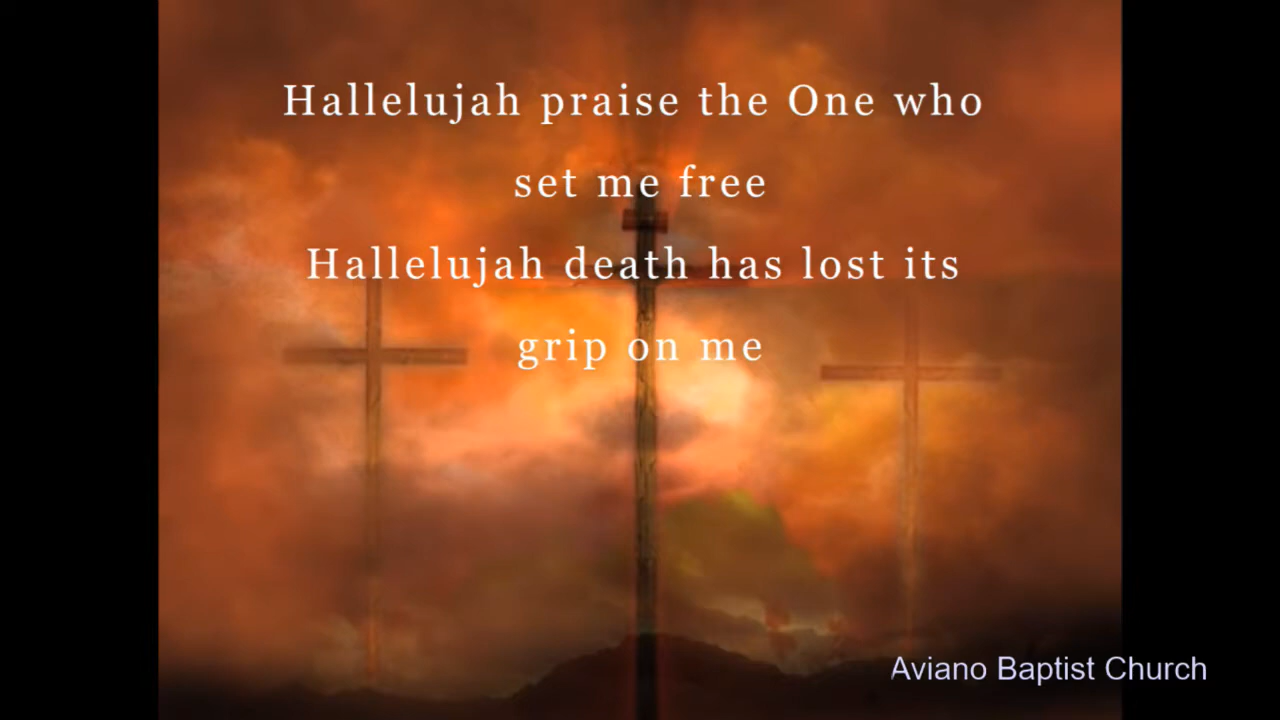 Hallelujah praise the One who
set me free
Hallelujah death has lost its
grip on me
Aviano Baptist Church